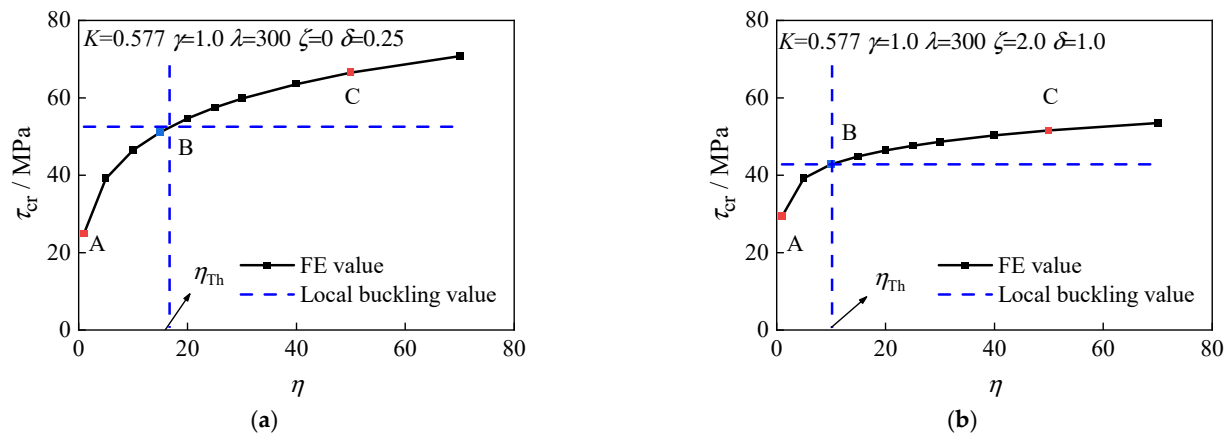 80
K=0.577 γ=1.0 λ=300 ζ=0 δ=0.25
60
40
20
0
τcr / MPa
A
B
C
ηTh
FE value
Local buckling value
0 20 40 60 80
η
(a)
80
K=0.577 γ=1.0 λ=300 ζ=2.0 δ=1.0
60
40
20
0
τcr / MPa
A
B
C
ηTh
FE value
Local buckling value
0 20 40 60 80
η
(b)